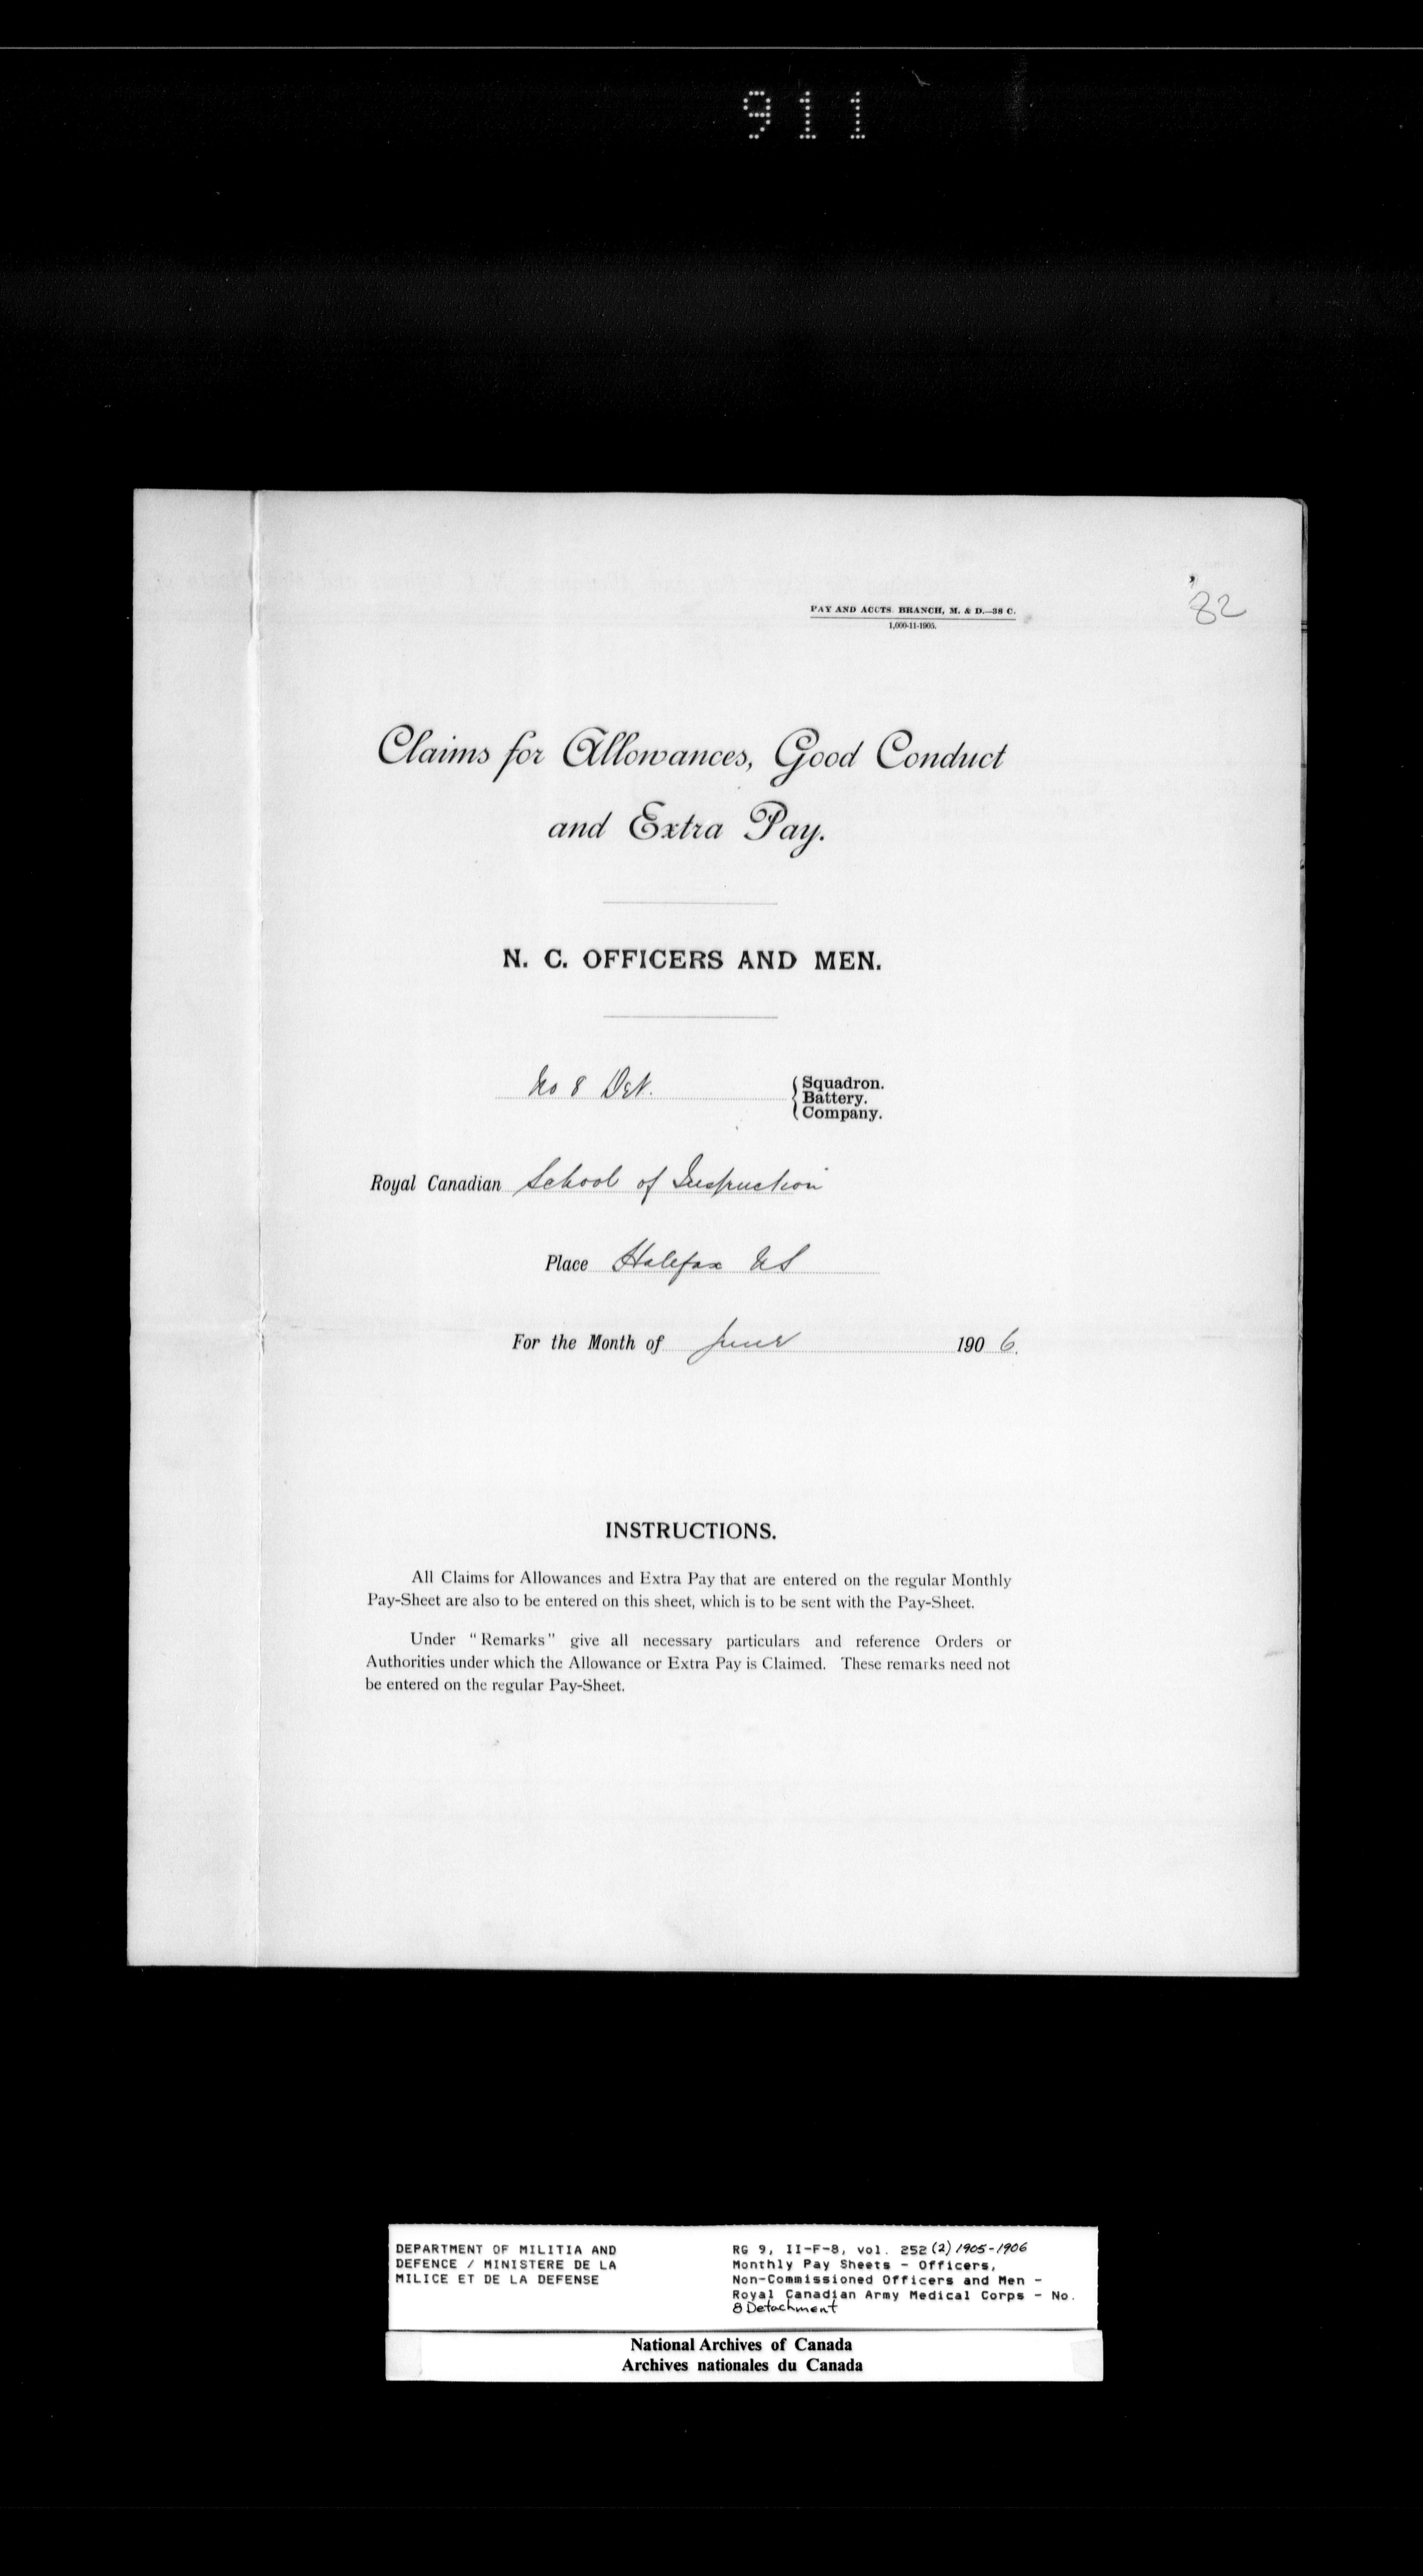 911
82
PAY AND ACCTS. BRANCH, M. & D.—38 C.
1,000-11-1905.
Claims for Allowances, Good Conduct
and Extra Pay.
N. C. OFFICERS AND MEN.
No 8 Det. { Squadron.
Battery.
Company.
Royal Canadian School of Instruction
Place Halifax NS
For the Month of June 1906.
INSTRUCTIONS.
All Claims for Allowances and Extra Pay that are entered on the regular Monthly
Pay-Sheet are also to be entered on this sheet, which is to be sent with the Pay-Sheet.
Under "Remarks" give all necessary particulars and reference Orders or
Authorities under which the Allowance or Extra Pay is Claimed. These remarks need not
be entered on the regular Pay-Sheet.
DEPARTMENT OF MILITIA AND
DEFENCE / MINISTERE DE LA
MILICE ET DE LA DEFENSE
RG 9, II-F-8, vol. 252 (2) 1905-1906
Monthly Pay Sheets - Officers,
Non-Commissioned Officers and Men -
Royal Canadian Army Medical Corps - No.
8 Detachment
National Archives of Canada
Archives nationales du Canada